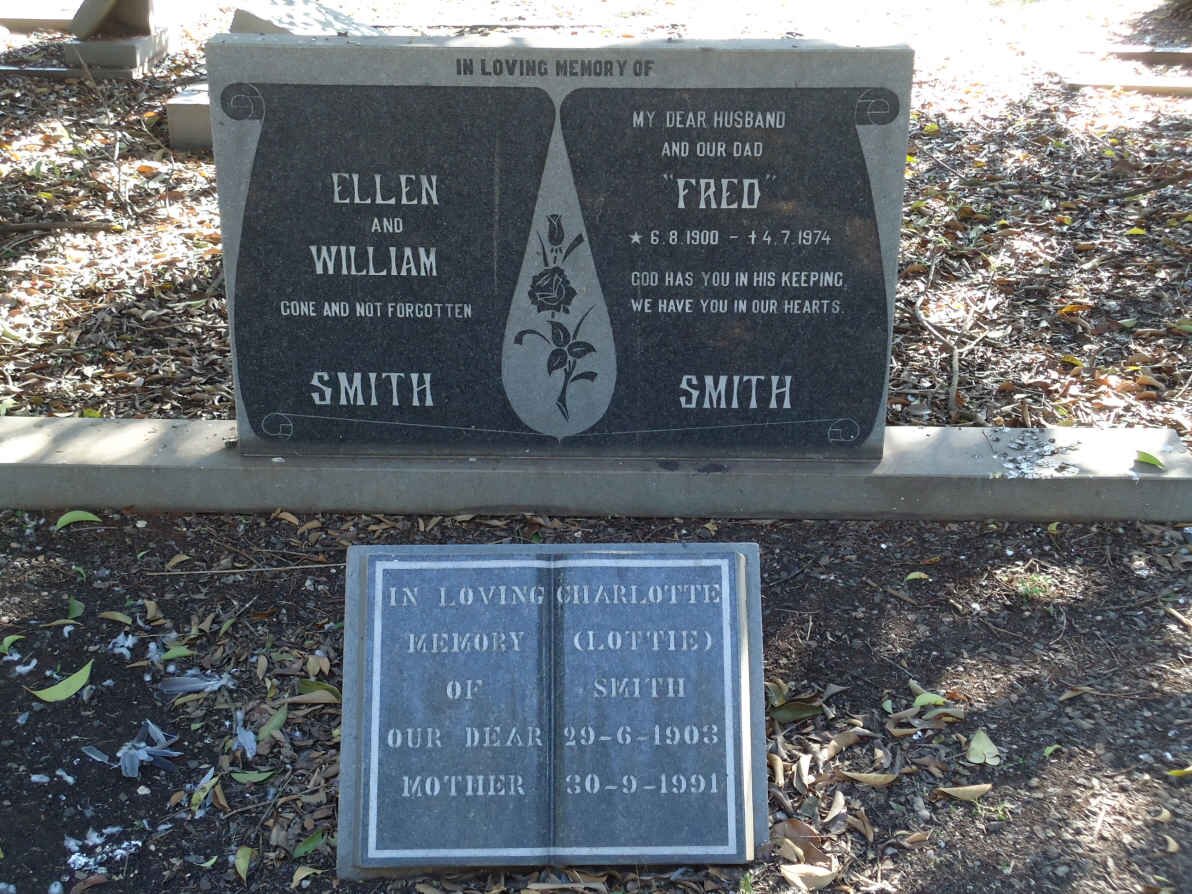 IN LOVING MEMORY OF
ELLEN
AND
WILLIAM
GONE AND NOT FORGOTTEN
SMITH
MY DEAR HUSBAND
AND OUR DAD
"FRED"
★ 6.8.1900 – ✝ 4.7.1974
GOD HAS YOU IN HIS KEEPING,
WE HAVE YOU IN OUR HEARTS.
SMITH
IN LOVING
MEMORY
OF
OUR DEAR
MOTHER
CHARLOTTE
(LOTTIE)
SMITH
29-6-1903
30-9-1991